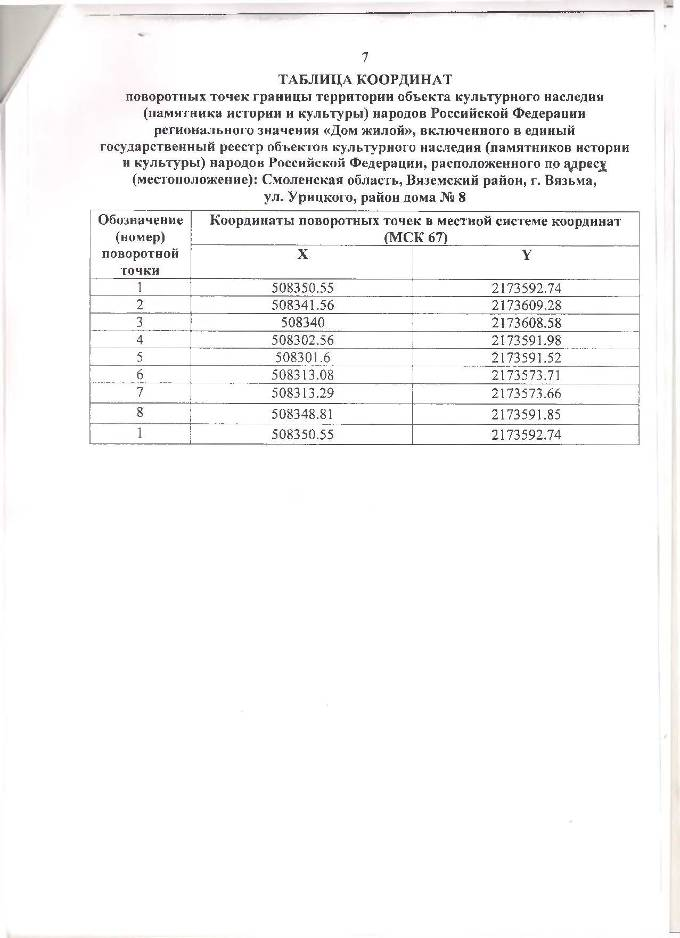 7
ТАБЛИЦА КООРДИНАТ
поворотных точек границы территории объекта культурного наследия
(памятника истории и культуры) народов Российской Федерации
регионального значения «Дом жилой», включенного в единый
государственный реестр объектов культурного наследия (памятников истории
и культуры) народов Российской Федерации, расположенного по адресу
(местоположение): Смоленская область, Вяземский район, г. Вязьма,
ул. Урицкого, район дома № 8
Обозначение (номер) поворотной точки
Координаты поворотных точек в местной системе координат (МСК 67)
X Y
1 508350.55 2173592.74
2 508341.56 2173609.28
3 508340 2173608.58
4 508302.56 2173591.98
5 508301.6 2173591.52
6 508313.08 2173573.71
7 508313.29 2173573.66
8 508348.81 2173591.85
1 508350.55 2173592.74